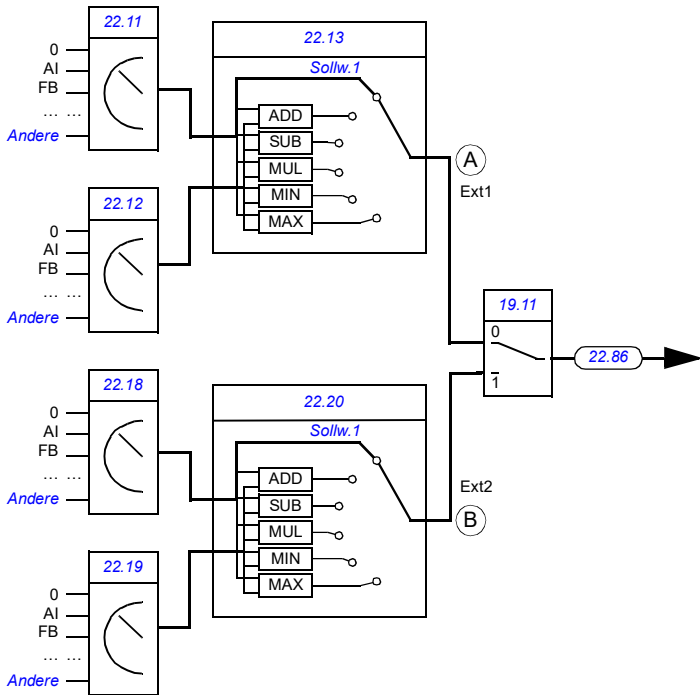 22.11
0
AI
FB
... ...
Andere
22.12
0
AI
FB
... ...
Andere
22.13
Sollw.1
ADD
SUB
MUL
MIN
MAX
A
Ext1
19.11
0
1
22.86
22.18
0
AI
FB
... ...
Andere
22.19
0
AI
FB
... ...
Andere
22.20
Sollw.1
ADD
SUB
MUL
MIN
MAX
Ext2
B